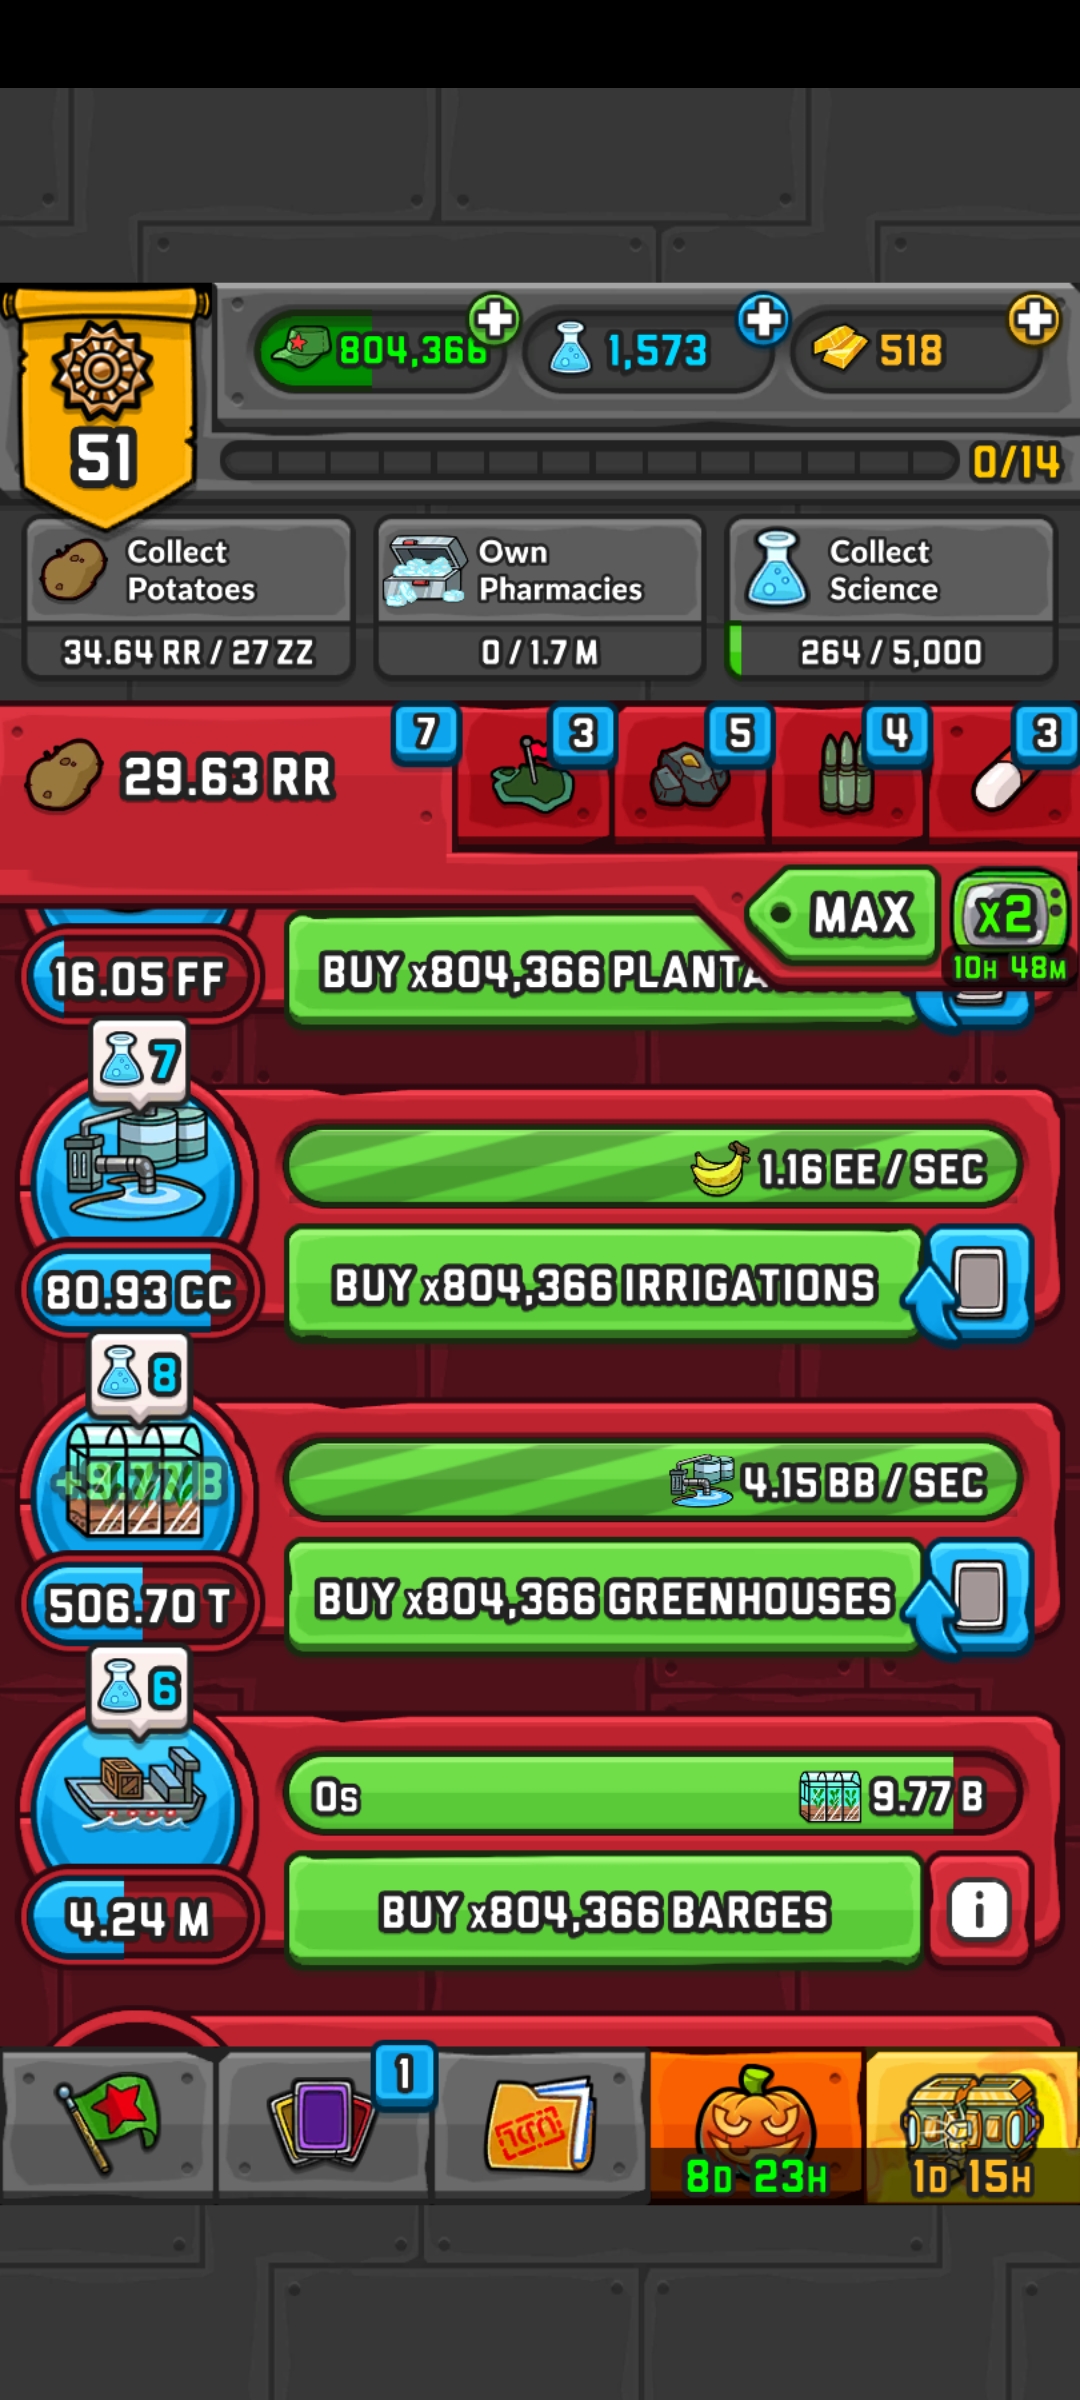 804,366
1,573
518
51
0/14
Collect
Potatoes
34.64 RR / 27 ZZ
Own
Pharmacies
0 / 1.7 M
Collect
Science
264 / 5,000
29.63 RR
7
3
5
4
3
MAX
x2
10H 48M
16.05 FF
BUY x804,366 PLANTA
7
1.16 EE / SEC
80.93 CC
BUY x804,366 IRRIGATIONS
8
+9.77 B
4.15 BB / SEC
506.70 T
BUY x804,366 GREENHOUSES
6
0s
9.77 B
4.24 M
BUY x804,366 BARGES
i
1
8D 23H
1D 15H